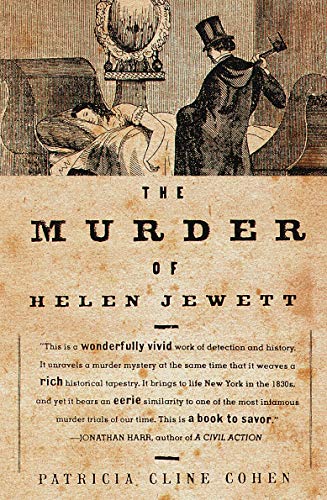 THE
MURDER
OF
HELEN JEWETT
"This is a wonderfully vivid work of detection and history.
It unravels a murder mystery at the same time that it weaves a
rich historical tapestry. It brings to life New York in the 1830s,
and yet it bears an eerie similarity to one of the most infamous
murder trials of our time. This is a book to savor."
—JONATHAN HARR, author of A CIVIL ACTION
PATRICIA CLINE COHEN